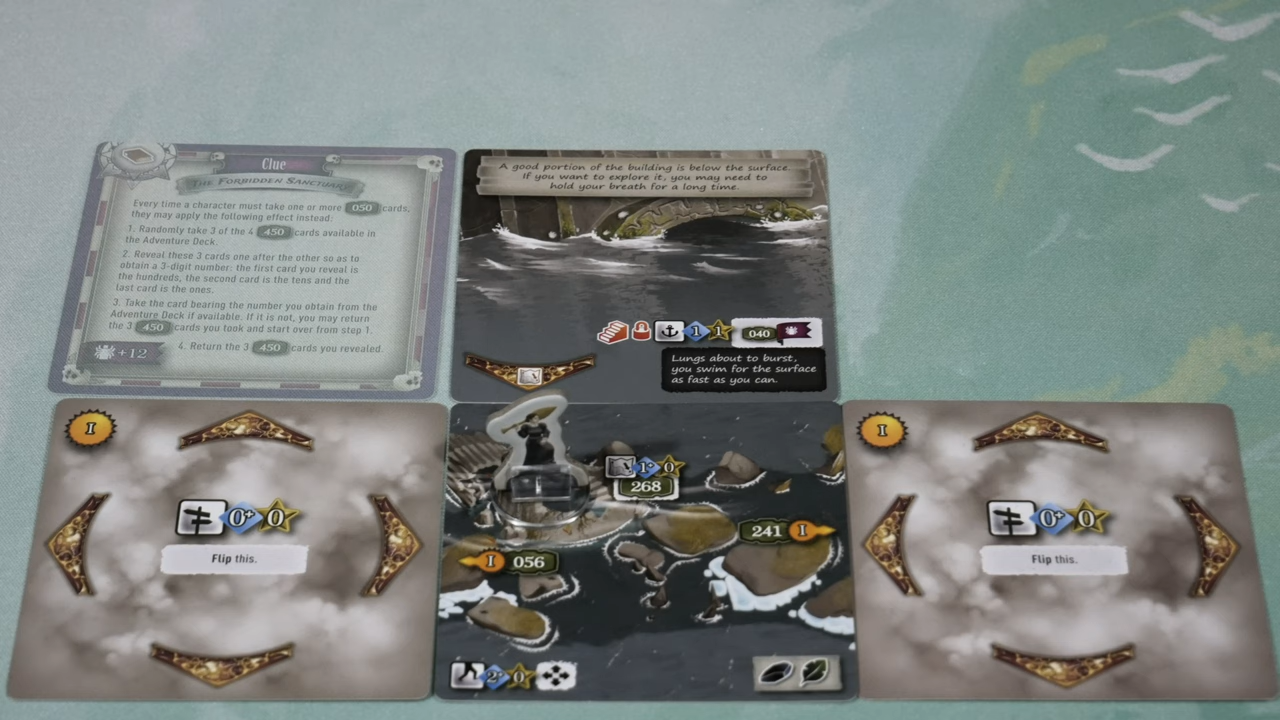 Clue
THE FORBIDDEN SANCTUARY
Every time a character must take one or more 050 cards,
they may apply the following effect instead:
1. Randomly take 3 of the 4 450 cards available in
the Adventure Deck.
2. Reveal these 3 cards one after the other so as to
obtain a 3-digit number: the first card you reveal is
the hundreds, the second card is the tens and the
last card is the ones.
3. Take the card bearing the number you obtain from the
Adventure Deck if available. If it is not, you may return
the 3 450 cards you took and start over from step 1.
+12
4. Return the 3 450 cards you revealed.
A good portion of the building is below the surface.
If you want to explore it, you may need to
hold your breath for a long time.
1 1 040
Lungs about to burst,
you swim for the surface
as fast as you can.
I
0+ 0
Flip this.
1+ 0
268
241 I
I 056
2+ 0
I
0+ 0
Flip this.